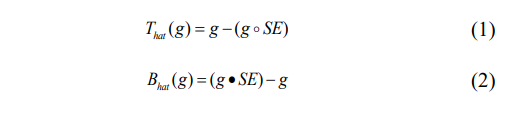 T_hat (g) = g − (g ∘ SE) (1)
B_hat (g) = (g • SE) − g (2)